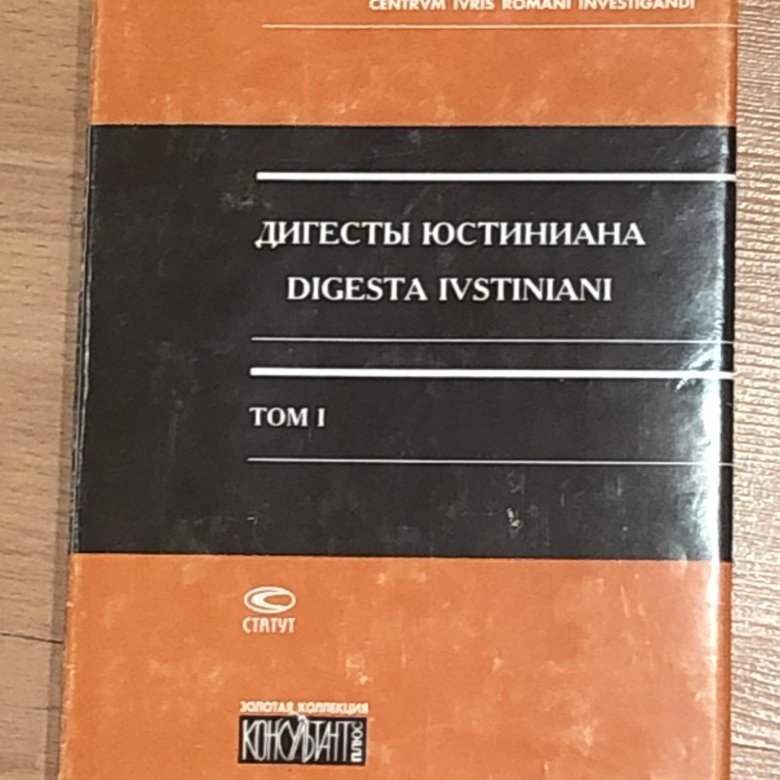 CENTRVM IVRIS ROMANI INVESTIGANDI
ДИГЕСТЫ ЮСТИНИАНА
DIGESTA IVSTINIANI
ТОМ I
СТАТУТ
ЗОЛОТАЯ КОЛЛЕКЦИЯ
КОНСУЛЬТАНТ
ПЛЮС